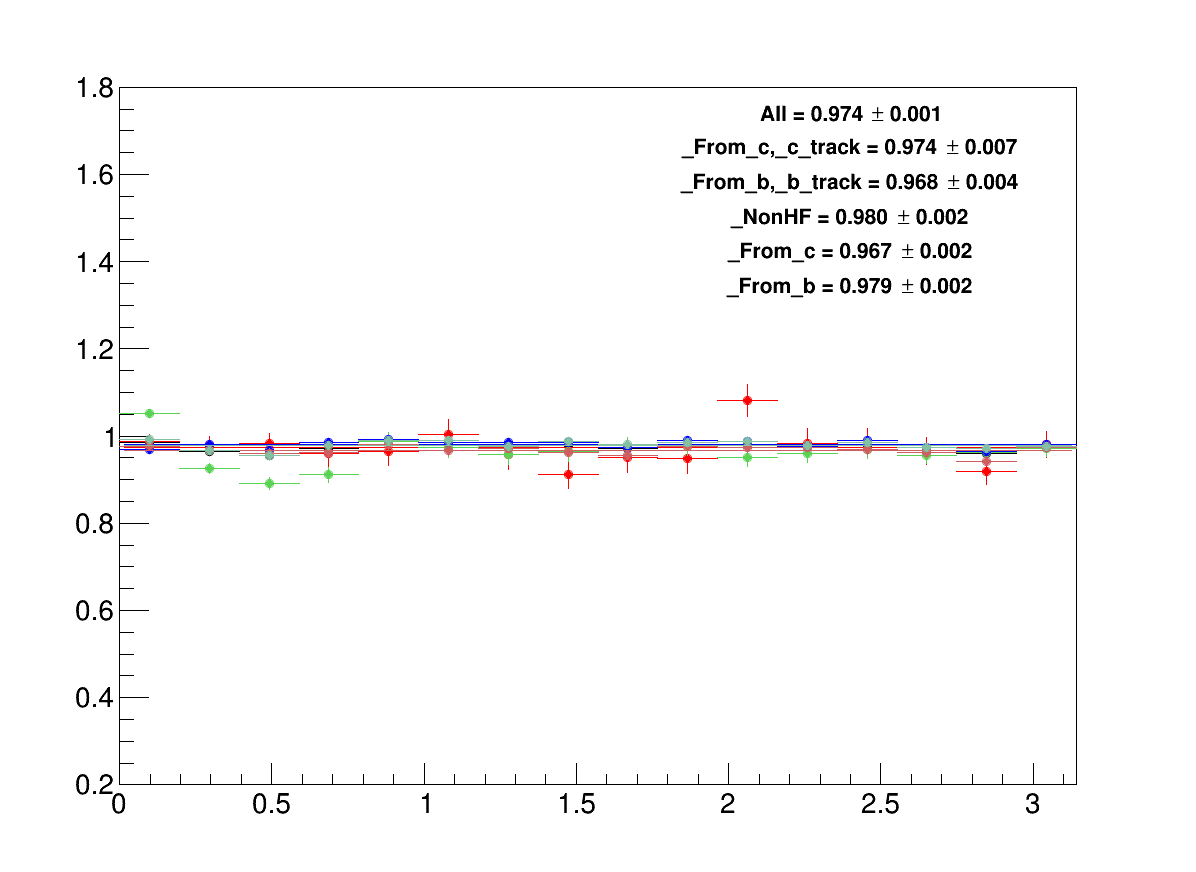 1.8
All = 0.974 ± 0.001
_From_c,_c_track = 0.974 ± 0.007
1.6
_From_b,_b_track = 0.968 ± 0.004
_NonHF = 0.980 ± 0.002
1.4
_From_c = 0.967 ± 0.002
_From_b = 0.979 ± 0.002
1.2
1
0.8
0.6
0.4
0.2
0 0.5 1 1.5 2 2.5 3